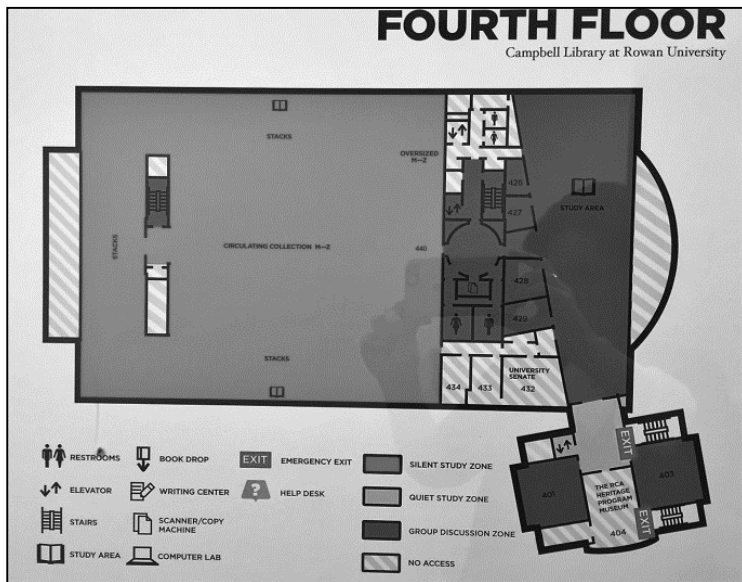 FOURTH FLOOR
Campbell Library at Rowan University
STACKS
OVERSIZED
M–Z
426
427
STUDY AREA
STACKS
CIRCULATING COLLECTION M–Z
440
428
429
STACKS
434
433
UNIVERSITY
SENATE
432
EXIT
401
403
THE RCA
HERITAGE
PROGRAM
MUSEUM
404
EXIT
RESTROOMS
BOOK DROP
EXIT
EMERGENCY EXIT
SILENT STUDY ZONE
ELEVATOR
WRITING CENTER
?
HELP DESK
QUIET STUDY ZONE
STAIRS
SCANNER/COPY
MACHINE
GROUP DISCUSSION ZONE
STUDY AREA
COMPUTER LAB
NO ACCESS